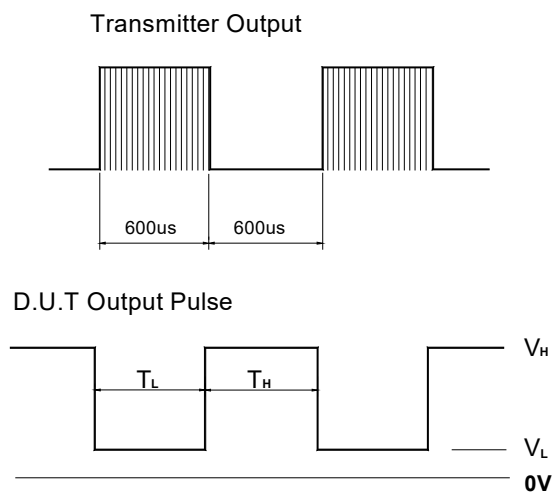 Transmitter Output
600us 600us
D.U.T Output Pulse
VH
TL TH
VL
0V